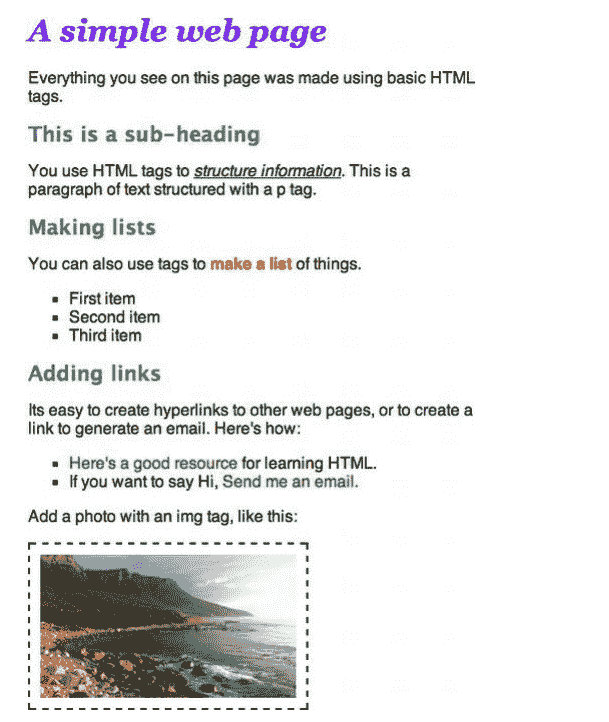 A simple web page
Everything you see on this page was made using basic HTML
tags.
This is a sub-heading
You use HTML tags to structure information. This is a
paragraph of text structured with a p tag.
Making lists
You can also use tags to make a list of things.
First item
Second item
Third item
Adding links
Its easy to create hyperlinks to other web pages, or to create a
link to generate an email. Here's how:
Here's a good resource for learning HTML.
If you want to say Hi, Send me an email.
Add a photo with an img tag, like this: